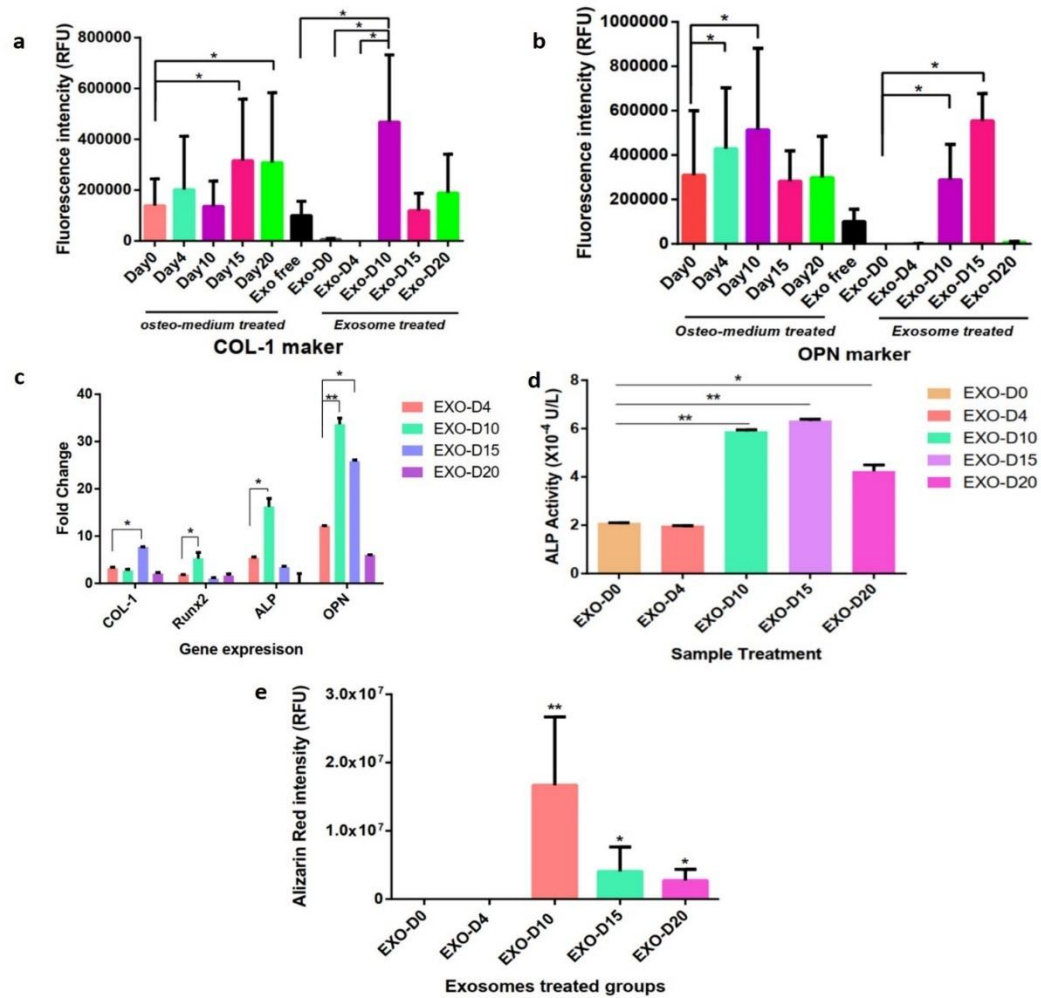 a
Fluorescence intencity (RFU)
800000
600000
400000
200000
0
*
*
*
*
*
Day0
Day4
Day10
Day15
Day20
Exo free
Exo-D0
Exo-D4
Exo-D10
Exo-D15
Exo-D20
osteo-medium treated
Exosome treated
COL-1 maker
b
Fluorescence intencity (RFU)
1000000
800000
600000
400000
200000
0
*
*
*
*
Day0
Day4
Day10
Day15
Day20
Exo free
Exo-D0
Exo-D4
Exo-D10
Exo-D15
Exo-D20
Osteo-medium treated
Exosome treated
OPN marker
c
Fold Change
40
30
20
10
0
*
*
*
**
*
EXO-D4
EXO-D10
EXO-D15
EXO-D20
COL-1
Runx2
ALP
OPN
Gene expresison
d
ALP Activity (X10⁻⁴ U/L)
8
6
4
2
0
*
**
**
EXO-D0
EXO-D4
EXO-D10
EXO-D15
EXO-D20
EXO-D0
EXO-D4
EXO-D10
EXO-D15
EXO-D20
Sample Treatment
e
Alizarin Red intensity (RFU)
3.0x10⁷
2.0x10⁷
1.0x10⁷
0
**
*
*
EXO-D0
EXO-D4
EXO-D10
EXO-D15
EXO-D20
Exosomes treated groups